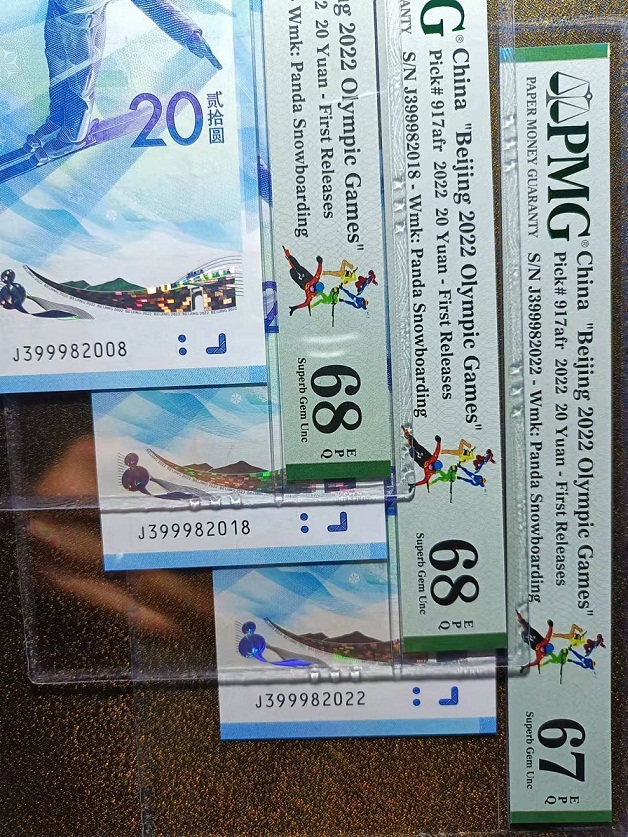 20
贰拾圆
J399982008
J399982018
J399982022
ng 2022 Olympic Games"
2 20 Yuan - First Releases
, Wmk: Panda Snowboarding
68
E
P
Q
Superb Gem Unc
G®
ANTY
China "Beijing 2022 Olympic Games"
Pick# 917afr 2022 20 Yuan - First Releases
S/N J399982018 - Wmk: Panda Snowboarding
68
E
P
Q
Superb Gem Unc
PMG®
PAPER MONEY GUARANTY
China "Beijing 2022 Olympic Games"
Pick# 917afr 2022 20 Yuan - First Releases
S/N J399982022 - Wmk: Panda Snowboarding
67
E
P
Q
Superb Gem Unc